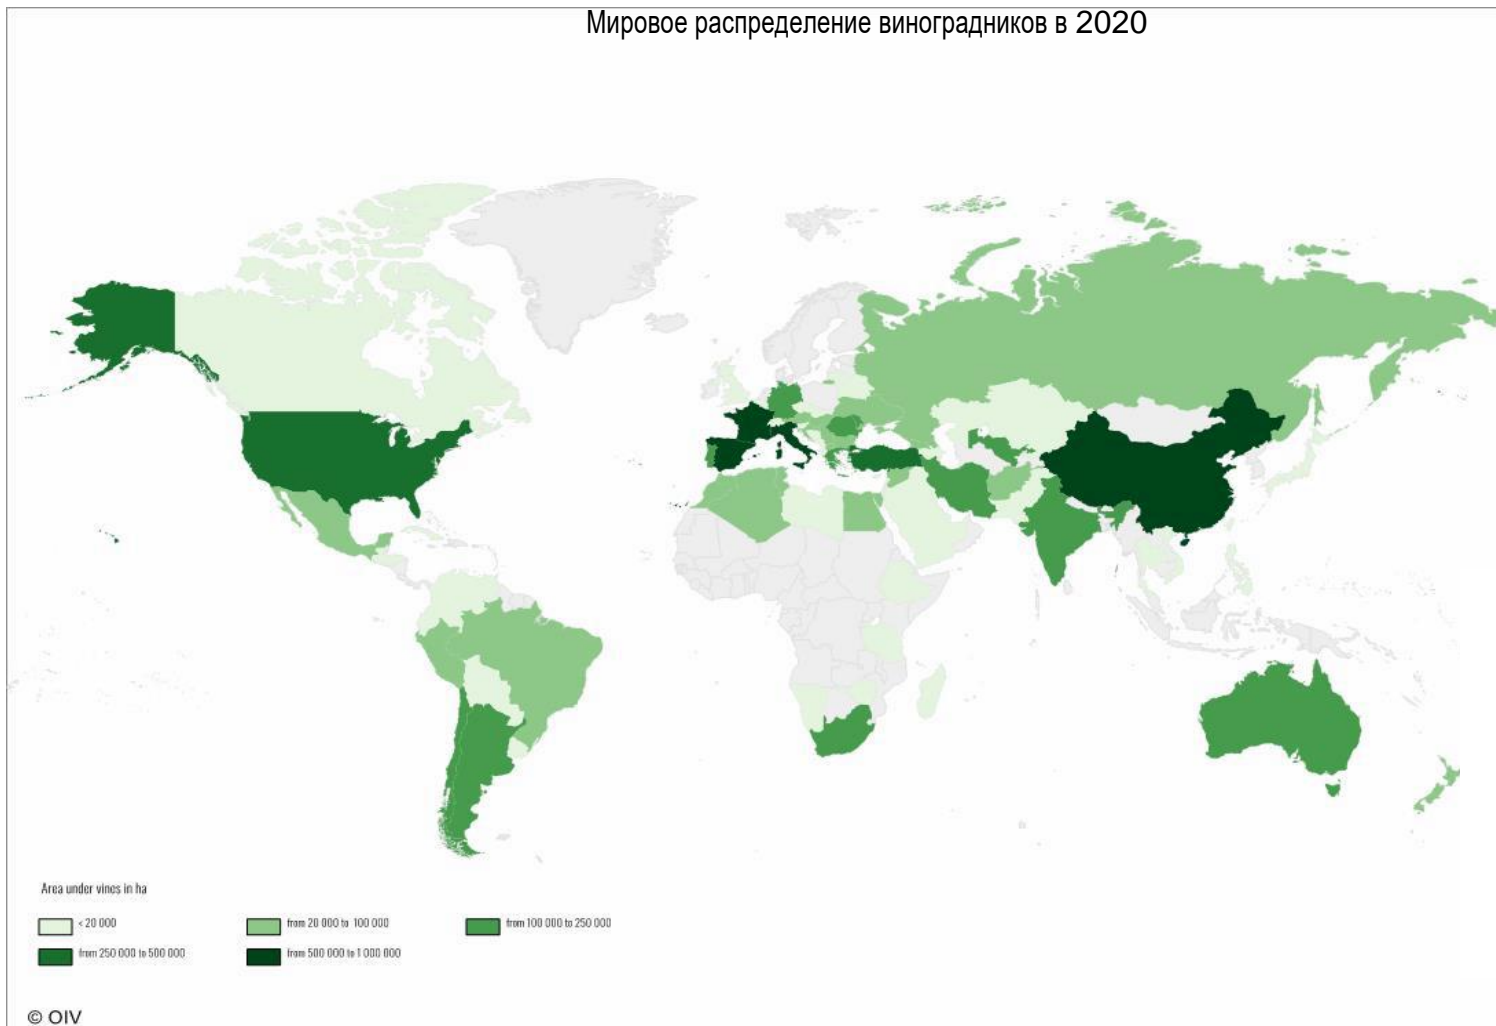 Мировое распределение виноградников в 2020
Area under vines in ha
< 20 000
from 20 000 to 100 000
from 100 000 to 250 000
from 250 000 to 500 000
from 500 000 to 1 000 000
© OIV